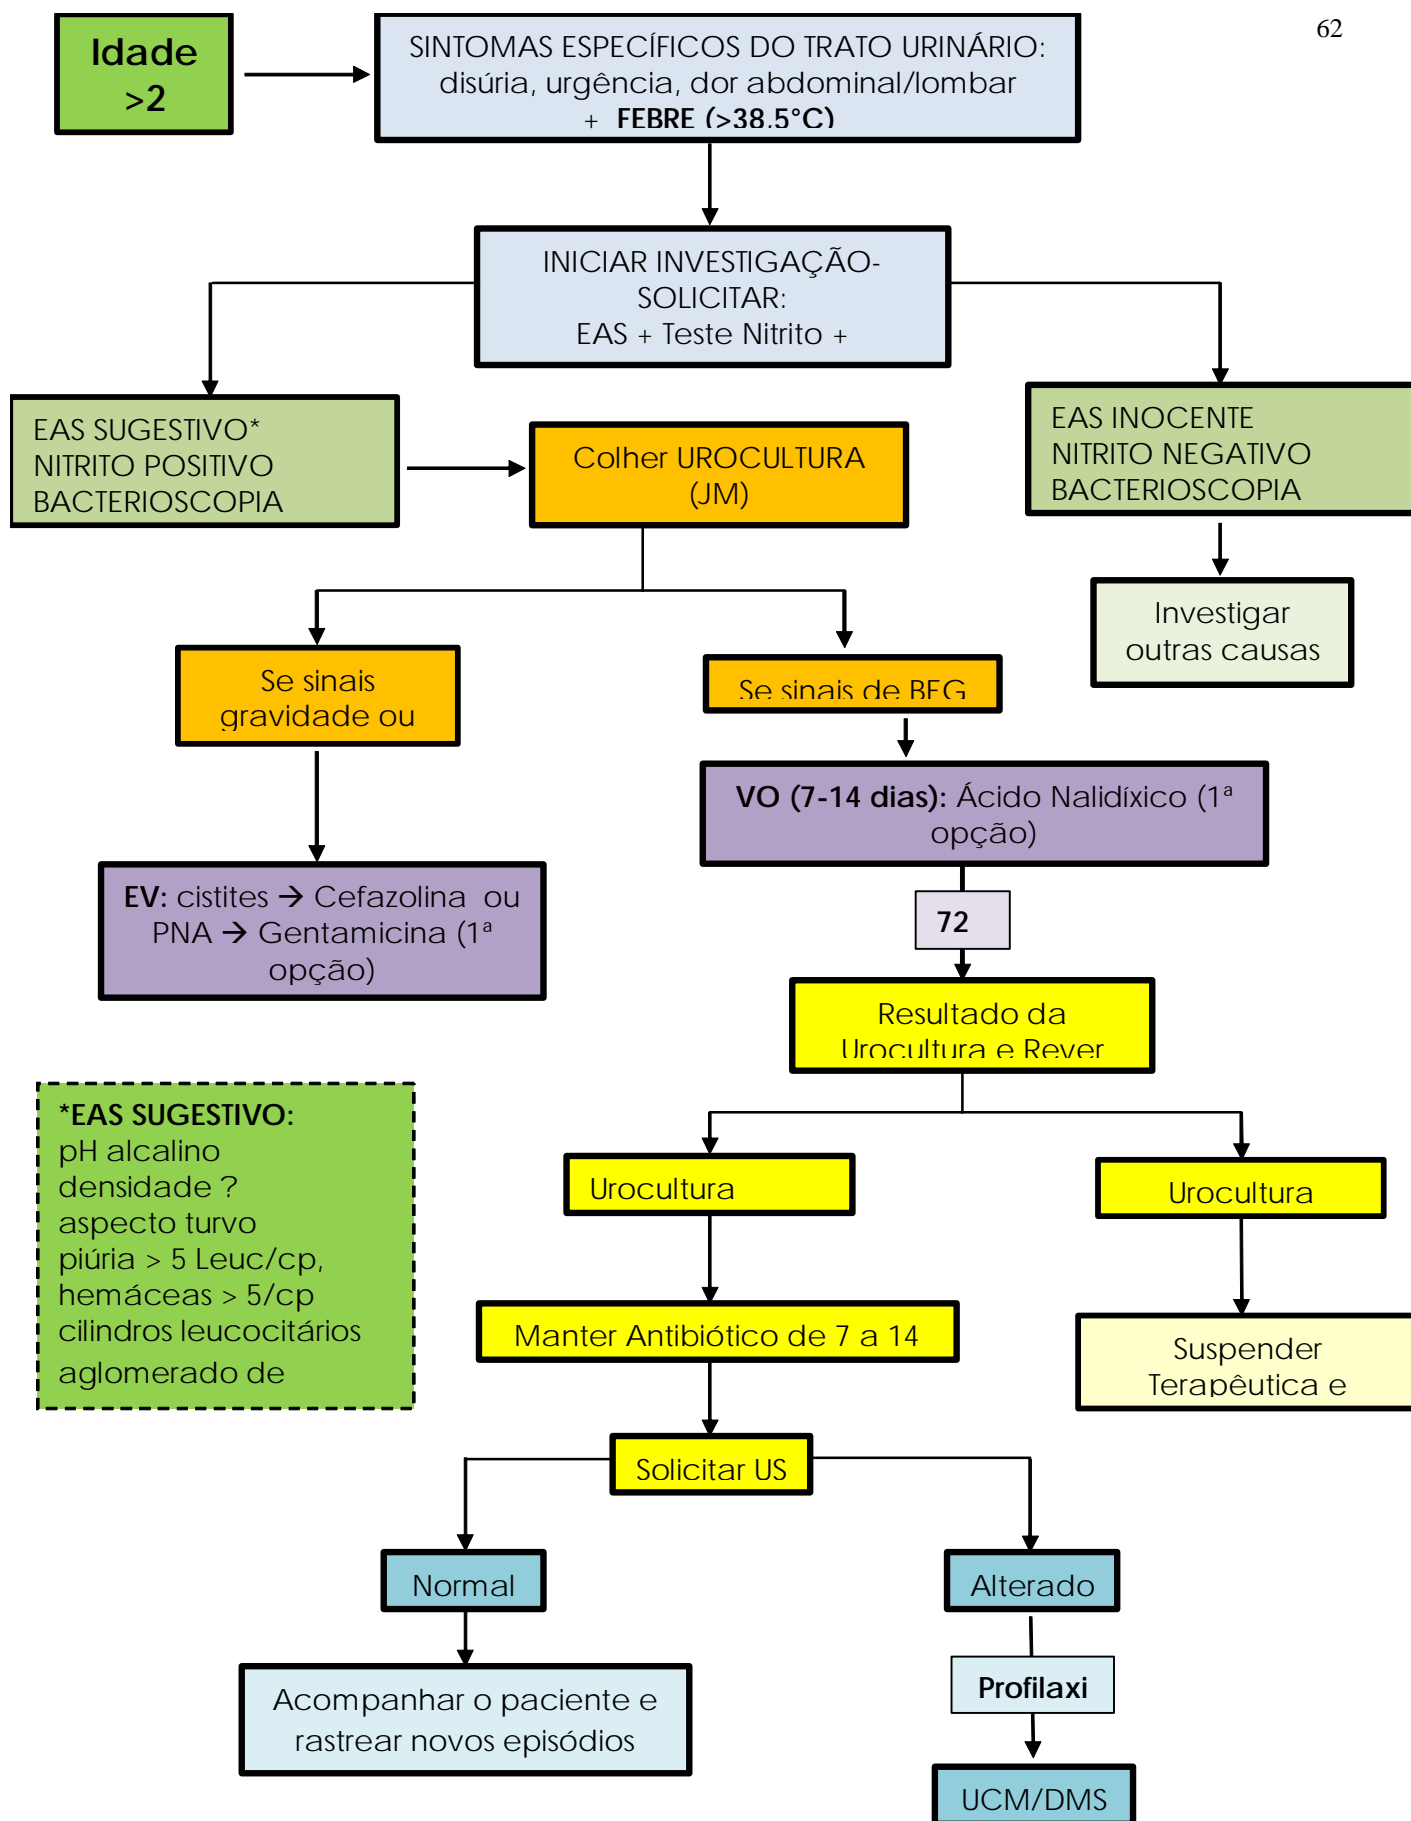 62
Idade
>2
SINTOMAS ESPECÍFICOS DO TRATO URINÁRIO:
disúria, urgência, dor abdominal/lombar
+ FEBRE (>38.5°C)
INICIAR INVESTIGAÇÃO-
SOLICITAR:
EAS + Teste Nitrito +
EAS SUGESTIVO*
NITRITO POSITIVO
BACTERIOSCOPIA
Colher UROCULTURA
(JM)
EAS INOCENTE
NITRITO NEGATIVO
BACTERIOSCOPIA
Investigar
outras causas
Se sinais
gravidade ou
Se sinais de BEG
VO (7-14 dias): Ácido Nalidíxico (1ª
opção)
EV: cistites → Cefazolina ou
PNA → Gentamicina (1ª
opção)
72
Resultado da
Urocultura e Rever
*EAS SUGESTIVO:
pH alcalino
densidade ?
aspecto turvo
piúria > 5 Leuc/cp,
hemáceas > 5/cp
cilindros leucocitários
aglomerado de
Urocultura
Urocultura
Manter Antibiótico de 7 a 14
Suspender
Terapêutica e
Solicitar US
Normal
Alterado
Acompanhar o paciente e
rastrear novos episódios
Profilaxi
UCM/DMS